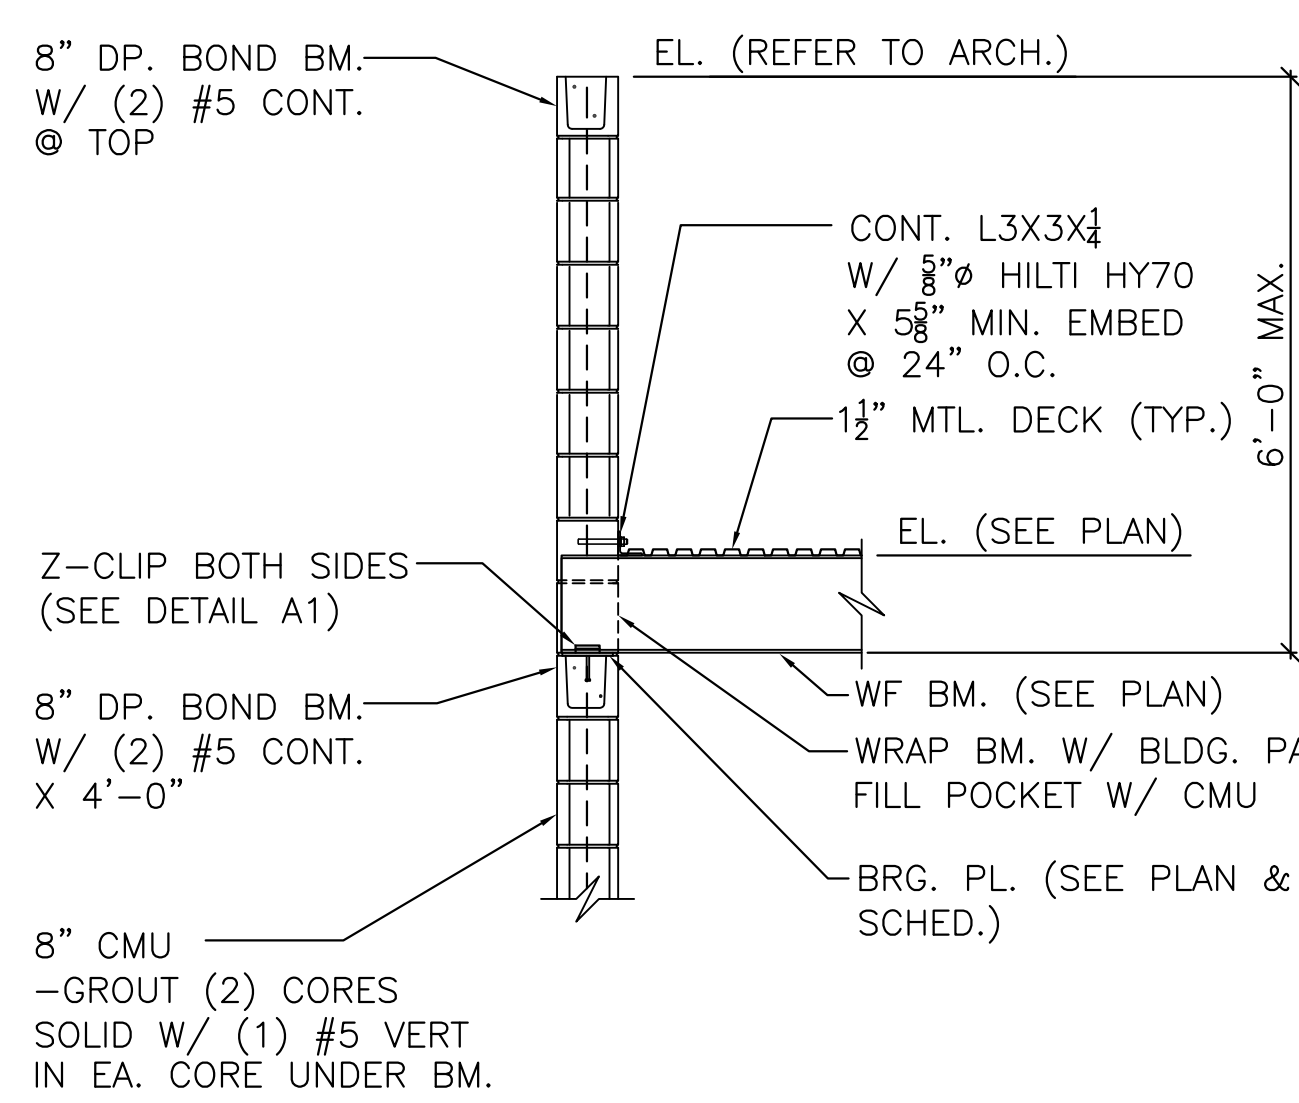 8" DP. BOND BM.
W/ (2) #5 CONT.
@ TOP
EL. (REFER TO ARCH.)
CONT. L3X3X1/4
W/ 5/8"ø HILTI HY70
X 5 5/8" MIN. EMBED
@ 24" O.C.
1 1/2" MTL. DECK (TYP.)
6'-0" MAX.
EL. (SEE PLAN)
Z-CLIP BOTH SIDES
(SEE DETAIL A1)
8" DP. BOND BM.
W/ (2) #5 CONT.
X 4'-0"
WF BM. (SEE PLAN)
WRAP BM. W/ BLDG.
FILL POCKET W/ CMU
BRG. PL. (SEE PLAN &
SCHED.)
8" CMU
-GROUT (2) CORES
SOLID W/ (1) #5 VERT
IN EA. CORE UNDER BM.